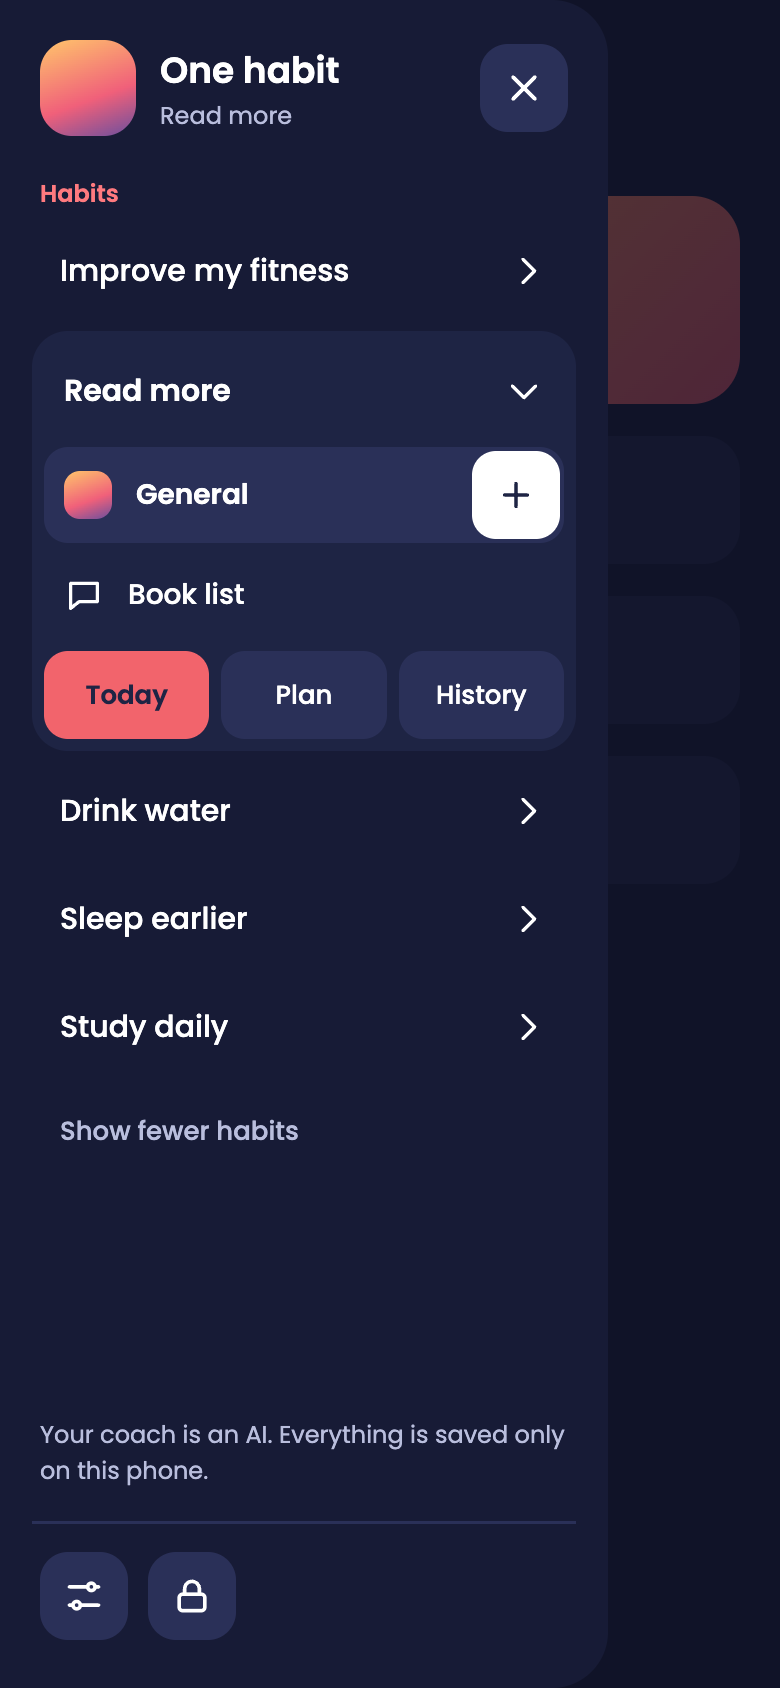 One habit
Read more
Habits
Improve my fitness
Read more
General
Book list
Today
Plan
History
Drink water
Sleep earlier
Study daily
Show fewer habits
Your coach is an AI. Everything is saved only
on this phone.